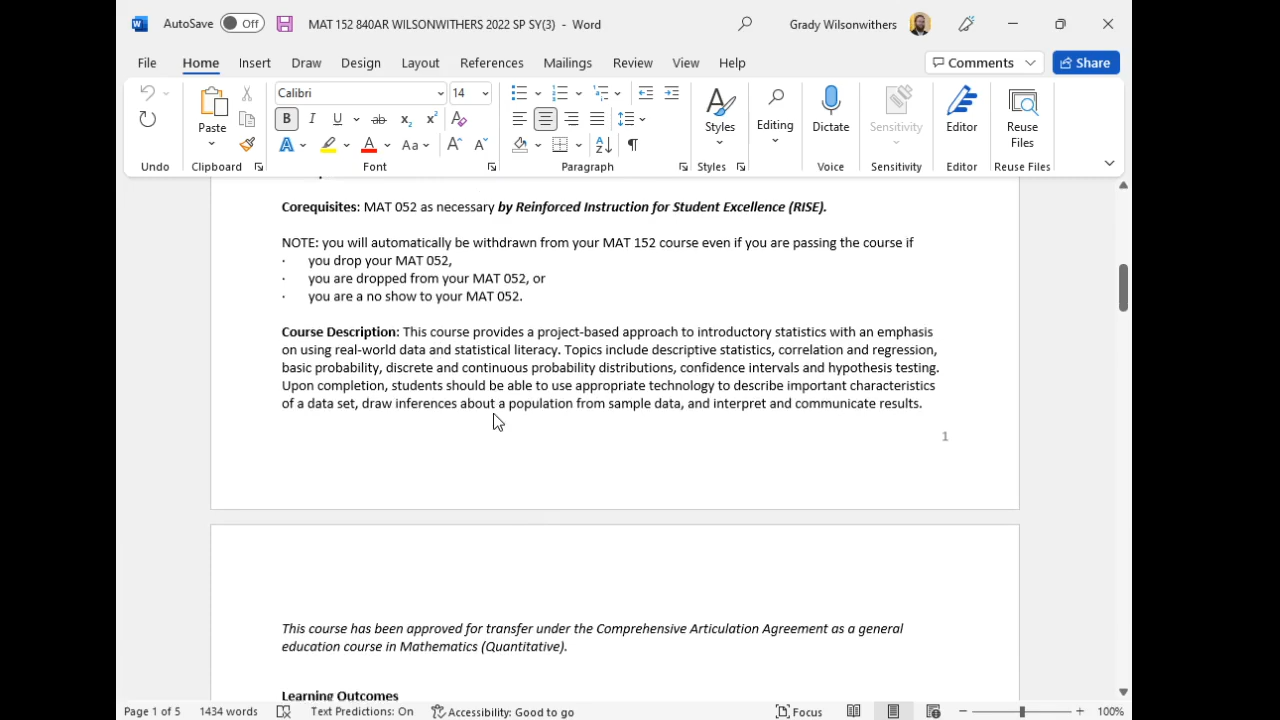 AutoSave Off MAT 152 840AR WILSONWITHERS 2022 SP SY(3) - Word Grady Wilsonwithers
File Home Insert Draw Design Layout References Mailings Review View Help Comments Share
Calibri 14
Paste
B I U ab x₂ x² A
A A Aa A A
Styles
Editing
Dictate
Sensitivity
Editor
Reuse
Files
Undo Clipboard Font Paragraph Styles Voice Sensitivity Editor Reuse Files
Corequisites: MAT 052 as necessary by Reinforced Instruction for Student Excellence (RISE).
NOTE: you will automatically be withdrawn from your MAT 152 course even if you are passing the course if
· you drop your MAT 052,
· you are dropped from your MAT 052, or
· you are a no show to your MAT 052.
Course Description: This course provides a project-based approach to introductory statistics with an emphasis
on using real-world data and statistical literacy. Topics include descriptive statistics, correlation and regression,
basic probability, discrete and continuous probability distributions, confidence intervals and hypothesis testing.
Upon completion, students should be able to use appropriate technology to describe important characteristics
of a data set, draw inferences about a population from sample data, and interpret and communicate results.
1
This course has been approved for transfer under the Comprehensive Articulation Agreement as a general
education course in Mathematics (Quantitative).
Learning Outcomes
Page 1 of 5 1434 words Text Predictions: On Accessibility: Good to go Focus 100%